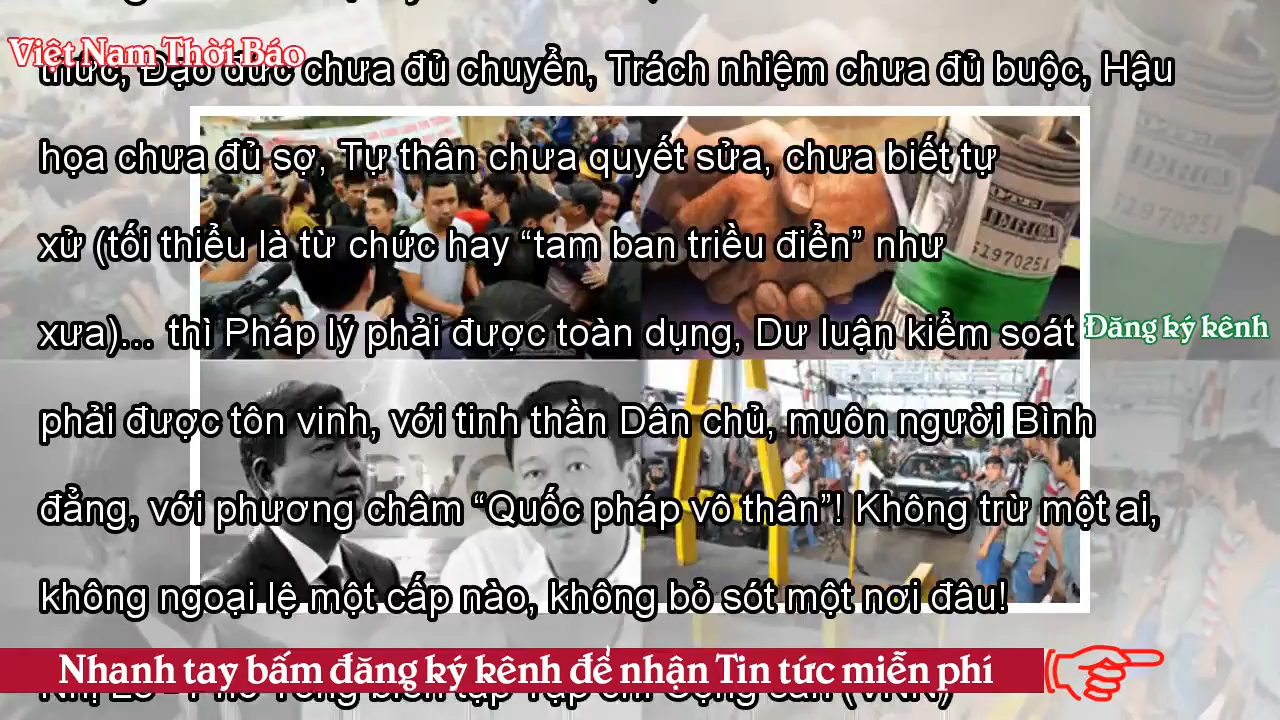 Việt Nam Thời Báo
thức, Đạo đức chưa đủ chuyển, Trách nhiệm chưa đủ buộc, Hậu
họa chưa đủ sợ, Tự thân chưa quyết sửa, chưa biết tự
xử (tối thiểu là từ chức hay “tam ban triều điển” như
xưa)... thì Pháp lý phải được toàn dụng, Dư luận kiểm soát
Đăng ký kênh
phải được tôn vinh, với tinh thần Dân chủ, muôn người Bình
đẳng, với phương châm “Quốc pháp vô thân”! Không trừ một ai,
không ngoại lệ một cấp nào, không bỏ sót một nơi đâu!
Nhanh tay bấm đăng ký kênh để nhận Tin tức miễn phí
AMERICA
51970254
PVC